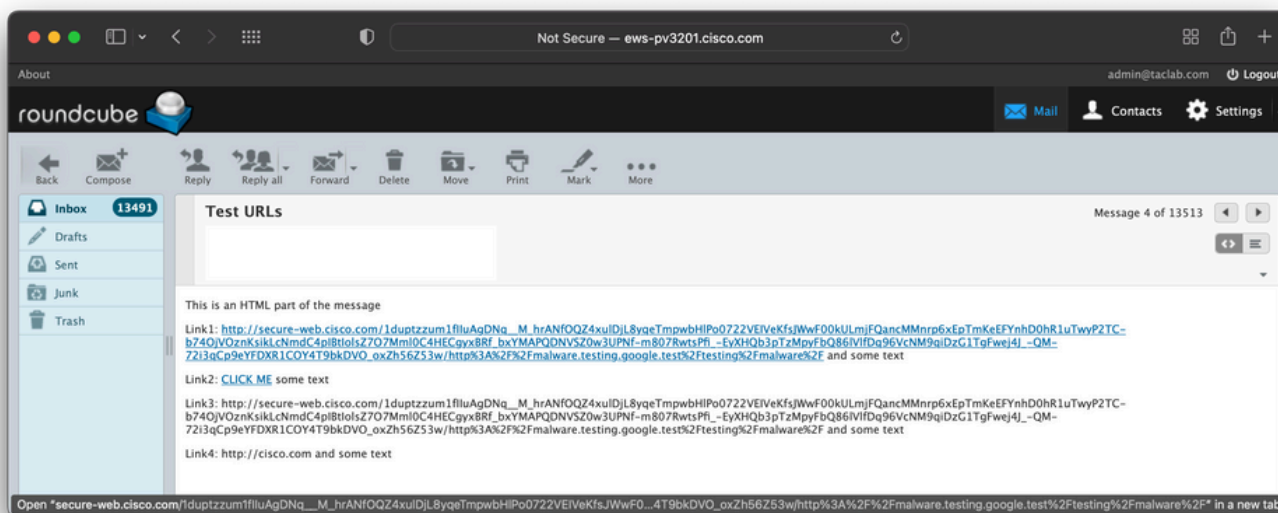 Not Secure — ews-pv3201.cisco.com
About
admin@taclab.com Logout
roundcube
Mail Contacts Settings
Back Compose Reply Reply all Forward Delete Move Print Mark More
Inbox 13491
Drafts
Sent
Junk
Trash
Test URLs
Message 4 of 13513
This is an HTML part of the message
Link1: http://secure-web.cisco.com/1duptzzum1fIluAgDNq__M_hrANfOQZ4xulDjL8yqeTmpwbHlPo0722VEIVeKfsJWwF00kULmjFQancMMnrp6xEpTmKeEFYnhD0hR1uTwyP2TC-
b74OjVOznKsikLcNmdC4plBtIolsZ7O7Mml0C4HECgyxBRf_bxYMAPQDNVSZ0w3UPNf-m807RwtsPfi_-EyXHQb3pTzMpyFbQ86lVlfDq96VcNM9qiDzG1TgFwej4J_-QM-
72i3qCp9eYFDXR1COY4T9bkDVO_oxZh56Z53w/http%3A%2F%2Fmalware.testing.google.test%2Ftesting%2Fmalware%2F and some text
Link2: CLICK ME some text
Link3: http://secure-web.cisco.com/1duptzzum1fIluAgDNq__M_hrANfOQZ4xulDjL8yqeTmpwbHlPo0722VEIVeKfsJWwF00kULmjFQancMMnrp6xEpTmKeEFYnhD0hR1uTwyP2TC-
b74OjVOznKsikLcNmdC4plBtIolsZ7O7Mml0C4HECgyxBRf_bxYMAPQDNVSZ0w3UPNf-m807RwtsPfi_-EyXHQb3pTzMpyFbQ86lVlfDq96VcNM9qiDzG1TgFwej4J_-QM-
72i3qCp9eYFDXR1COY4T9bkDVO_oxZh56Z53w/http%3A%2F%2Fmalware.testing.google.test%2Ftesting%2Fmalware%2F and some text
Link4: http://cisco.com and some text
Open "secure-web.cisco.com/1duptzzum1fIluAgDNq__M_hrANfOQZ4xulDjL8yqeTmpwbHlPo0722VEIVeKfsJWwF0...4T9bkDVO_oxZh56Z53w/http%3A%2F%2Fmalware.testing.google.test%2Ftesting%2Fmalware%2F" in a new tab